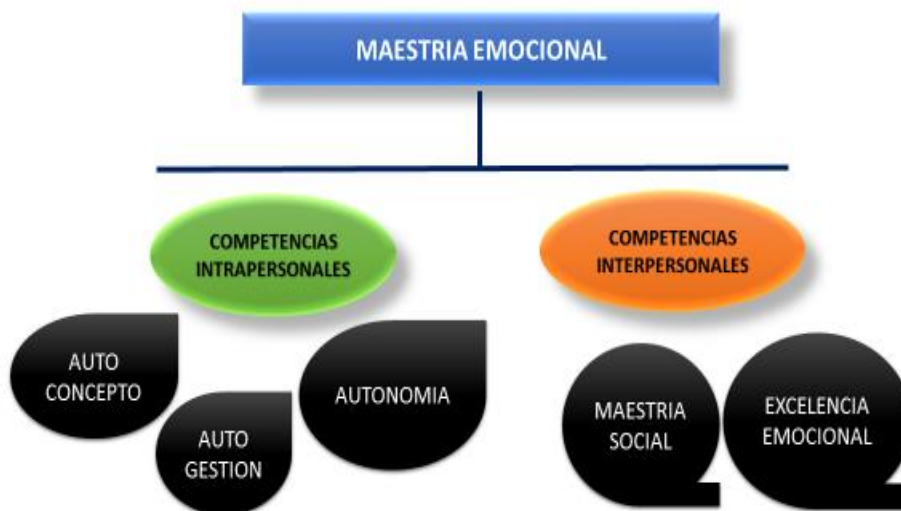 MAESTRIA EMOCIONAL
COMPETENCIAS
INTRAPERSONALES
COMPETENCIAS
INTERPERSONALES
AUTO
CONCEPTO
AUTO
GESTION
AUTONOMIA
MAESTRIA
SOCIAL
EXCELENCIA
EMOCIONAL